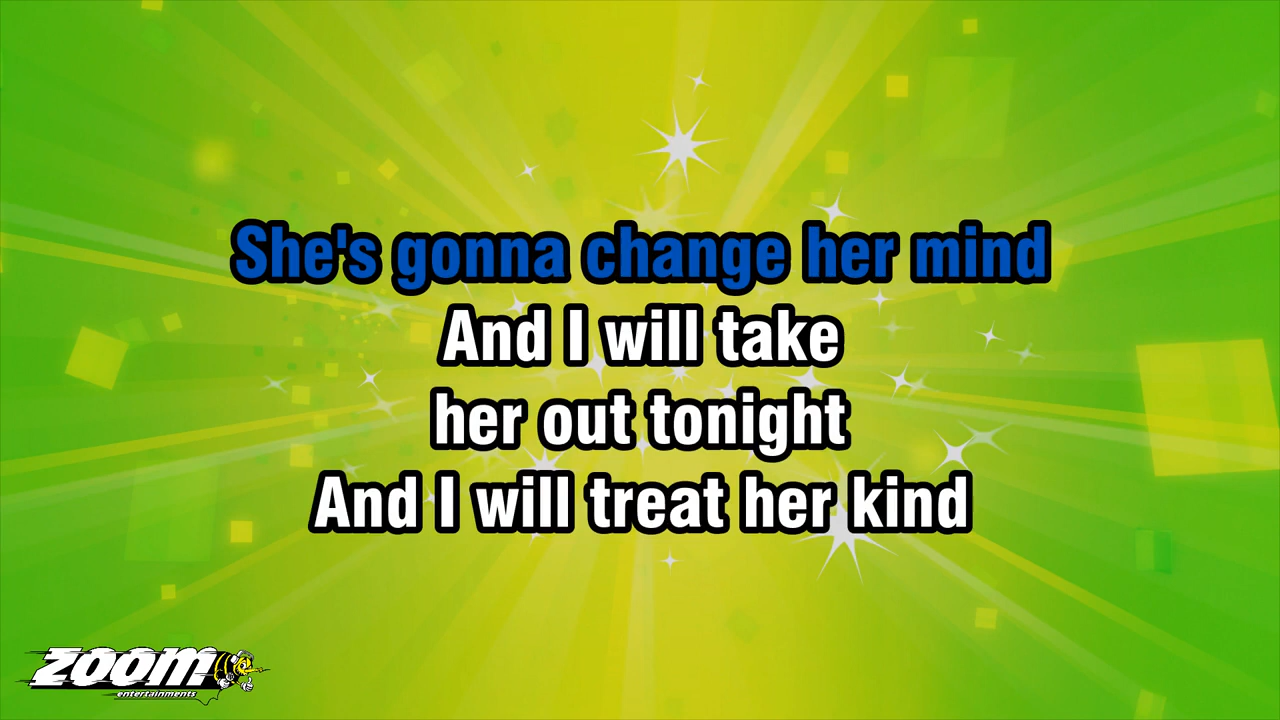 She's gonna change her mind
And I will take
her out tonight
And I will treat her kind
zoom
entertainments